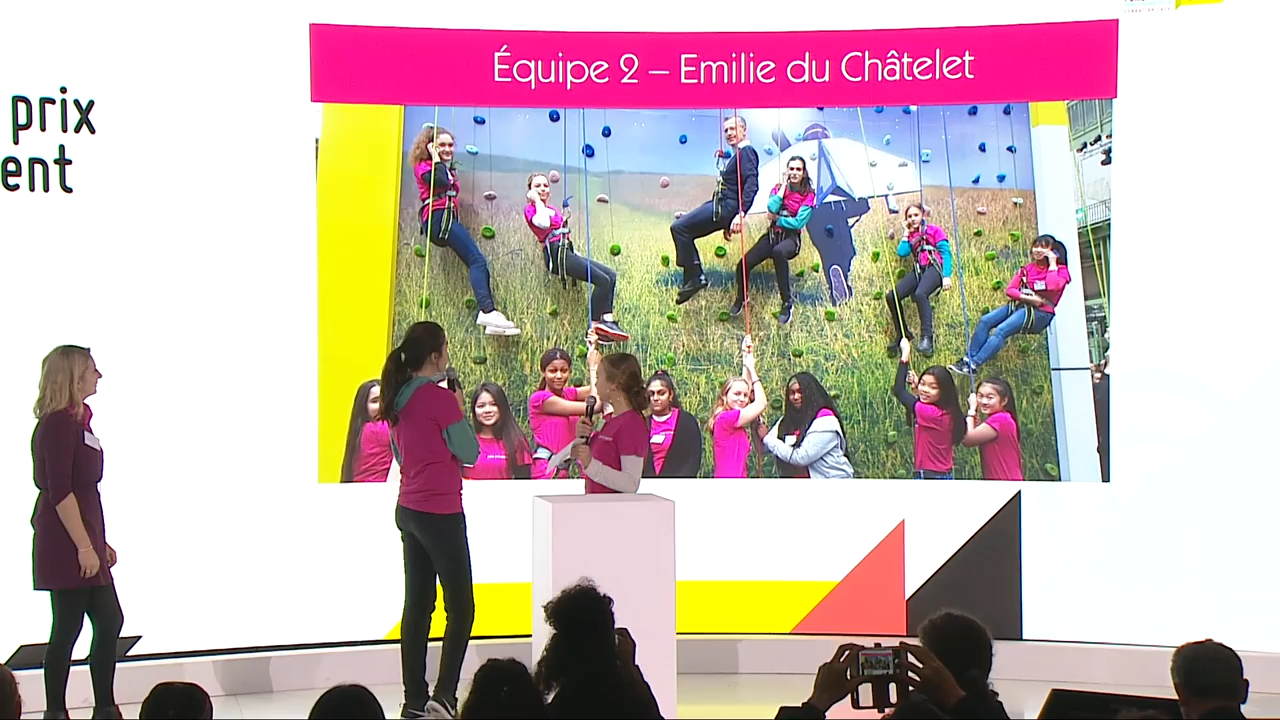 Équipe 2 – Emilie du Châtelet
prix
ent